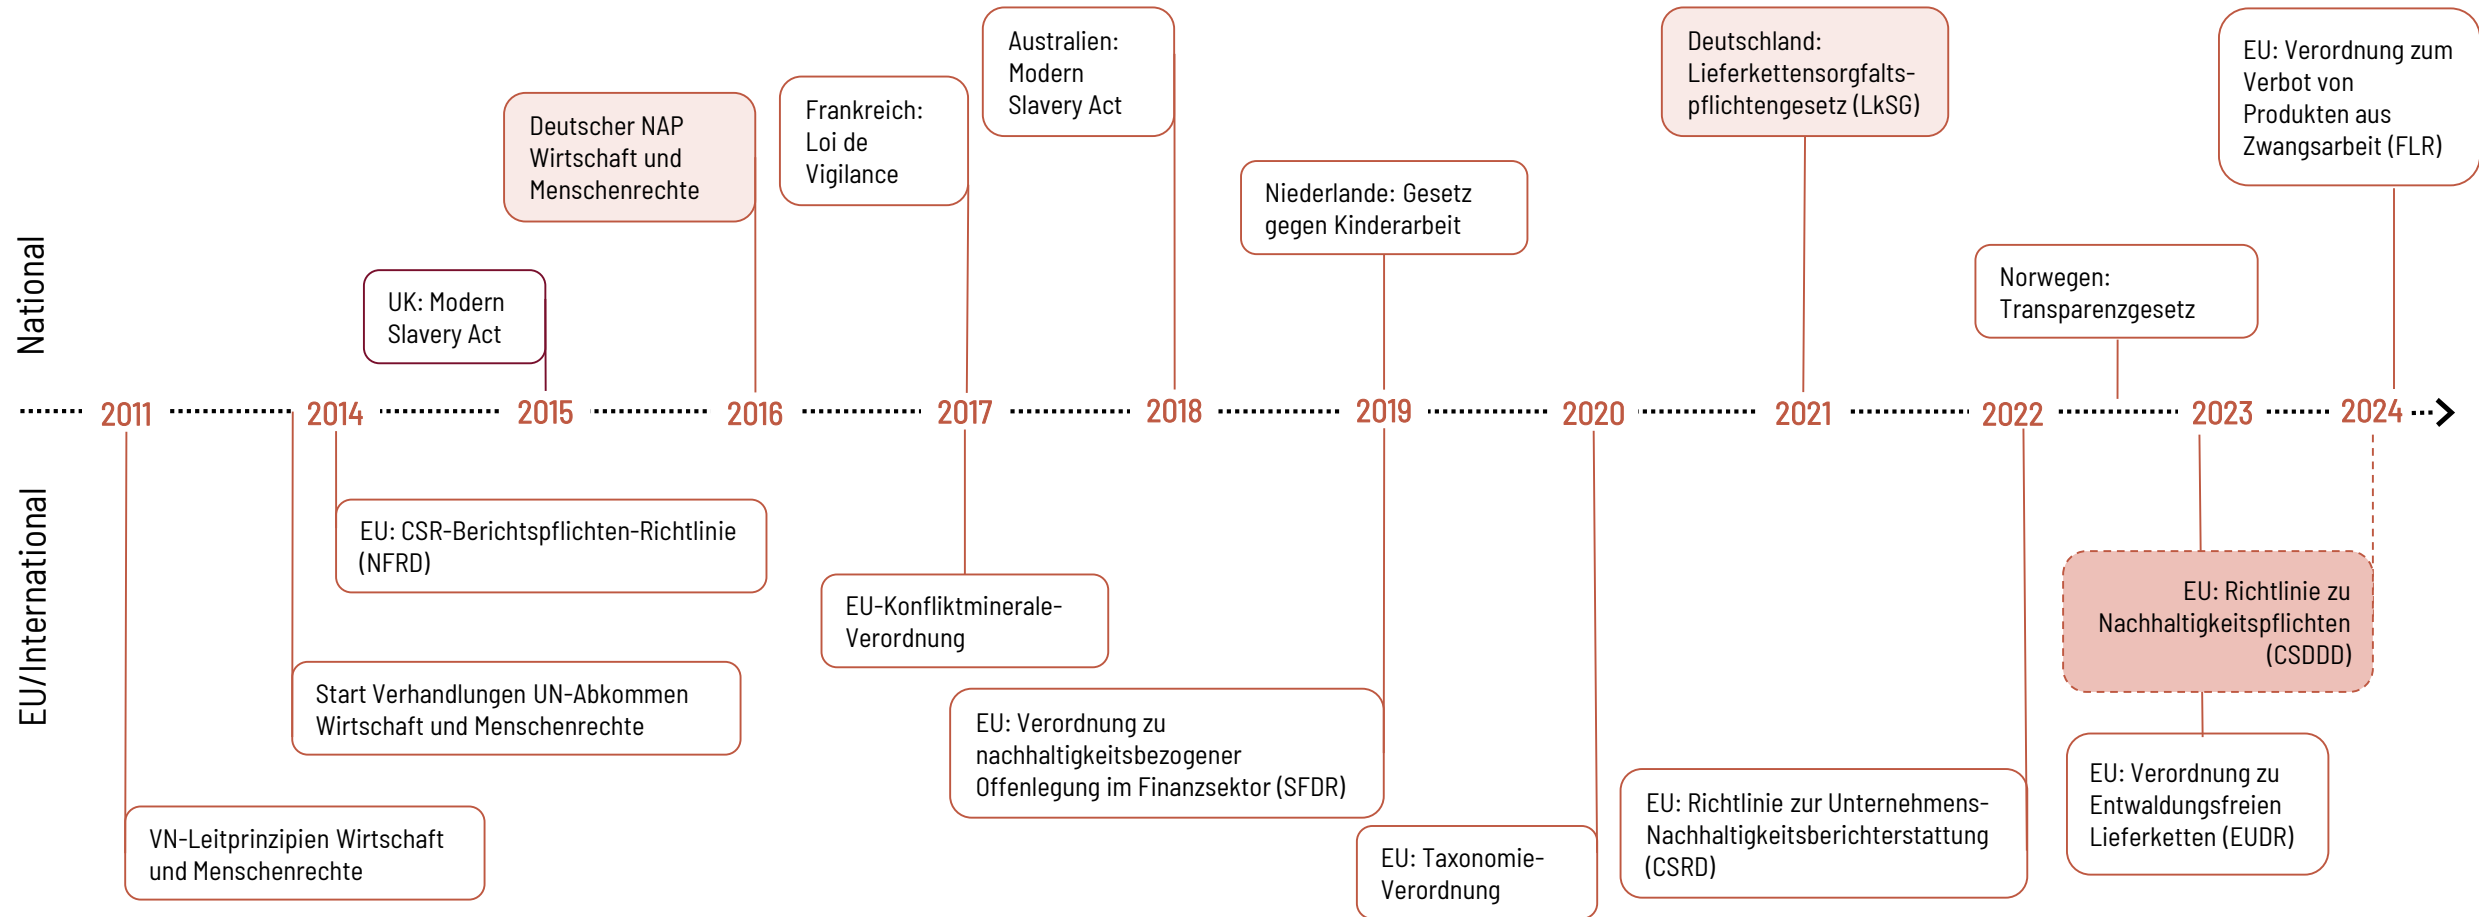 National
Deutscher NAP
Wirtschaft und
Menschenrechte
Frankreich:
Loi de
Vigilance
Australien:
Modern
Slavery Act
Deutschland:
Lieferkettensorgfalts-
pflichtengesetz (LkSG)
EU: Verordnung zum
Verbot von
Produkten aus
Zwangsarbeit (FLR)
UK: Modern
Slavery Act
Niederlande: Gesetz
gegen Kinderarbeit
Norwegen:
Transparenzgesetz
2011
2014
2015
2016
2017
2018
2019
2020
2021
2022
2023
2024
EU/International
EU: CSR-Berichtspflichten-Richtlinie
(NFRD)
Start Verhandlungen UN-Abkommen
Wirtschaft und Menschenrechte
VN-Leitprinzipien Wirtschaft
und Menschenrechte
EU-Konfliktminerale-
Verordnung
EU: Verordnung zu
nachhaltigkeitsbezogener
Offenlegung im Finanzsektor (SFDR)
EU: Taxonomie-
Verordnung
EU: Richtlinie zur Unternehmens-
Nachhaltigkeitsberichterstattung
(CSRD)
EU: Richtlinie zu
Nachhaltigkeitspflichten
(CSDDD)
EU: Verordnung zu
Entwaldungsfreien
Lieferketten (EUDR)